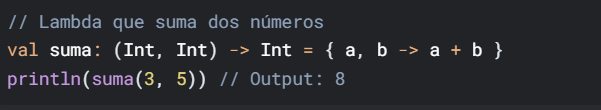 // Lambda que suma dos números
val suma: (Int, Int) -> Int = { a, b -> a + b }
println(suma(3, 5)) // Output: 8